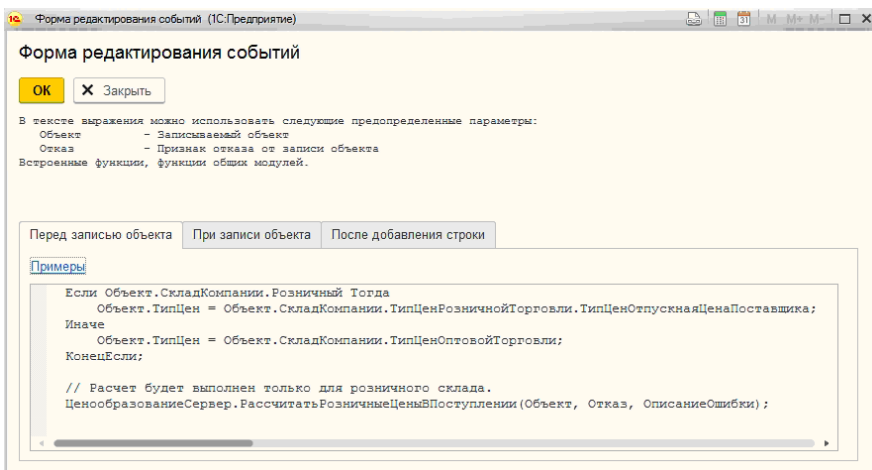 Форма редактирования событий (1С:Предприятие)
31 M M+ M-
Форма редактирования событий
ОК Закрыть
В тексте выражения можно использовать следующие предопределенные параметры:
Объект - Записываемый объект
Отказ - Признак отказа от записи объекта
Встроенные функции, функции общих модулей.
Перед записью объекта При записи объекта После добавления строки
Примеры
Если Объект.СкладКомпании.Розничный Тогда
Объект.ТипЦен = Объект.СкладКомпании.ТипЦенРозничнойТорговли.ТипЦенОтпускнаяЦенаПоставщика;
Иначе
Объект.ТипЦен = Объект.СкладКомпании.ТипЦенОптовойТорговли;
КонецЕсли;
// Расчет будет выполнен только для розничного склада.
ЦенообразованиеСервер.РассчитатьРозничныеЦеныВПоступлении(Объект, Отказ, ОписаниеОшибки);